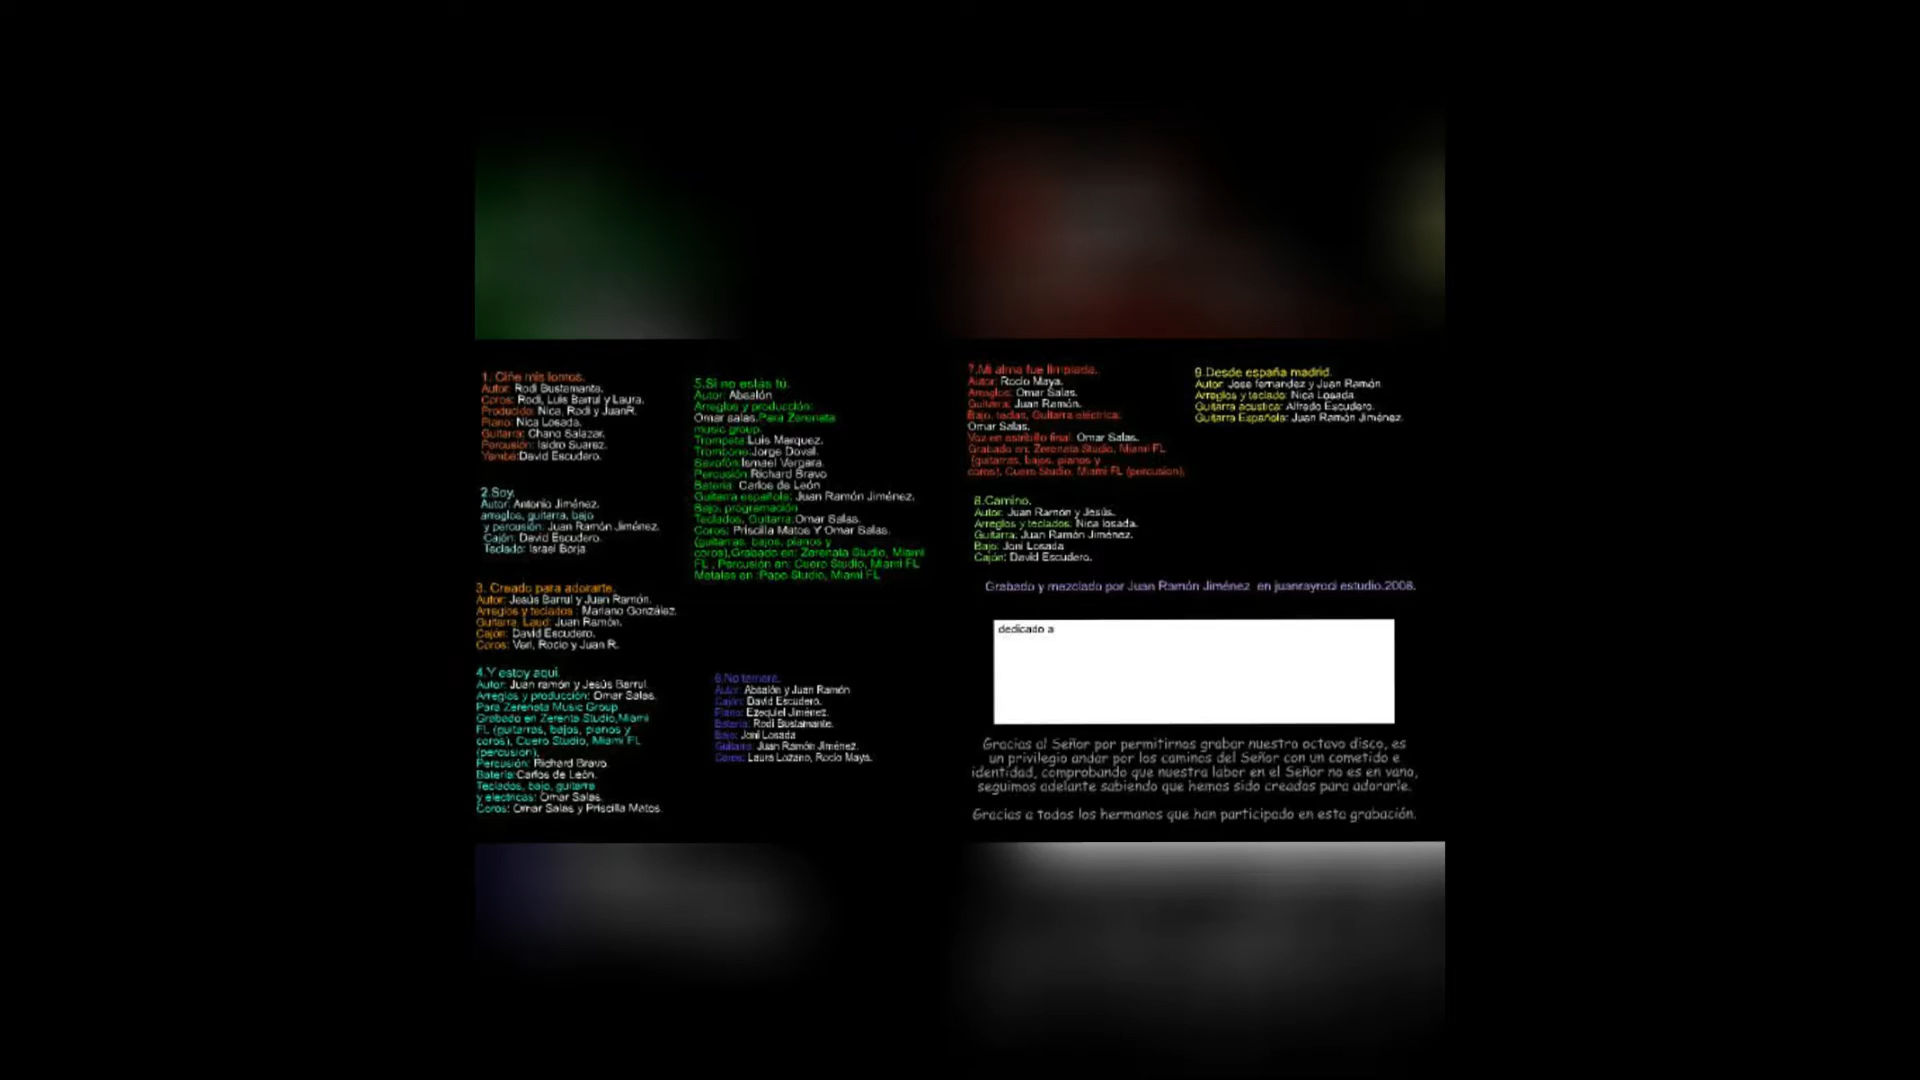 1. Ciñe mis lomos.
Autor: Rodi Bustamante.
Coros: Rodi, Luis Barrul y Laura.
Producido: Nica, Rodi y JuanR.
Piano: Nica Losada.
Guitarra: Chano Salazar.
Percusión: Isidro Suarez.
Yembe:David Escudero.
2.Soy.
Autor: Antonio Jiménez.
arreglos, guitarra, bajo
y percusión: Juan Ramón Jiménez.
Cajón: David Escudero.
Teclado: Israel Borja
3. Creado para adorarte.
Autor: Jesús Barrul y Juan Ramón.
Arreglos y teclados : Mariano González.
Guitarra, Laud: Juan Ramón.
Cajón: David Escudero.
Coros: Veri, Rocio y Juan R.
4.Y estoy aqui.
Autor: Juan ramón y Jesús Barrul.
Arreglos y producción: Omar Salas.
Para Zerenata Music Group
Grabado en Zerenta Studio,Miami
FL (guitarras, bajos, pianos y
coros), Cuero Studio, Miami FL
(percusion),
Percusión: Richard Bravo.
Bateria:Carlos de León.
Teclados, bajo, guitarra
y electricas: Omar Salas.
Coros: Omar Salas y Priscilla Matos.
5.Si no estás tú.
Autor: Absalón
Arreglos y producción:
Omar salas.Para Zerenata
music group.
Trompeta:Luis Marquez.
Trombone:Jorge Doval.
Saxofón:Ismael Vergara.
Percusión:Richard Bravo
Bateria: Carlos de León
Guitarra española: Juan Ramón Jiménez.
Bajo, programación
Teclados, Guitarra:Omar Salas.
Coros: Priscilla Matos Y Omar Salas.
(guitarras, bajos, pianos y
coros),Grabado en: Zerenata Studio, Miami
FL , Percusión en: Cuero Studio, Miami FL
Metales en :Papo Studio, Miami FL
6.No temeré.
Autor: Absalón y Juan Ramón
Cajón: David Escudero.
Piano: Ezequiel Jiménez.
Bateria: Rodi Bustamante.
Bajo: Joni Losada
Guitarra: Juan Ramón Jiménez.
Coros: Laura Lozano, Rocio Maya.
7.Mi alma fue limpiada.
Autor: Rocio Maya.
Arreglos: Omar Salas.
Guitarra: Juan Ramón.
Bajo, teclas, Guitarra eléctrica:
Omar Salas.
Voz en estribillo final: Omar Salas.
Grabado en: Zerenata Studio, Miami FL
(guitarras, bajos, pianos y
coros), Cuero Studio, Miami FL (percusion),
8.Camino.
Autor: Juan Ramón y Jesús.
Arreglos y teclados: Nica losada.
Guitarra: Juan Ramón Jiménez.
Bajo: Joni Losada
Cajón: David Escudero.
9.Desde españa madrid.
Autor: Jose fernandez y Juan Ramón
Arreglos y teclado: Nica Losada
Guitarra acustica: Alfredo Escudero.
Guitarra Española: Juan Ramón Jiménez.
Grabado y mezclado por Juan Ramón Jiménez en juanrayrodi estudio.2008.
dedicado a
Gracias al Señor por permitirnos grabar nuestro octavo disco, es
un privilegio andar por los caminos del Señor con un cometido e
identidad, comprobando que nuestra labor en el Señor no es en vano,
seguimos adelante sabiendo que hemos sido creados para adorarle.
Gracias a todos los hermanos que han participado en esta grabación.